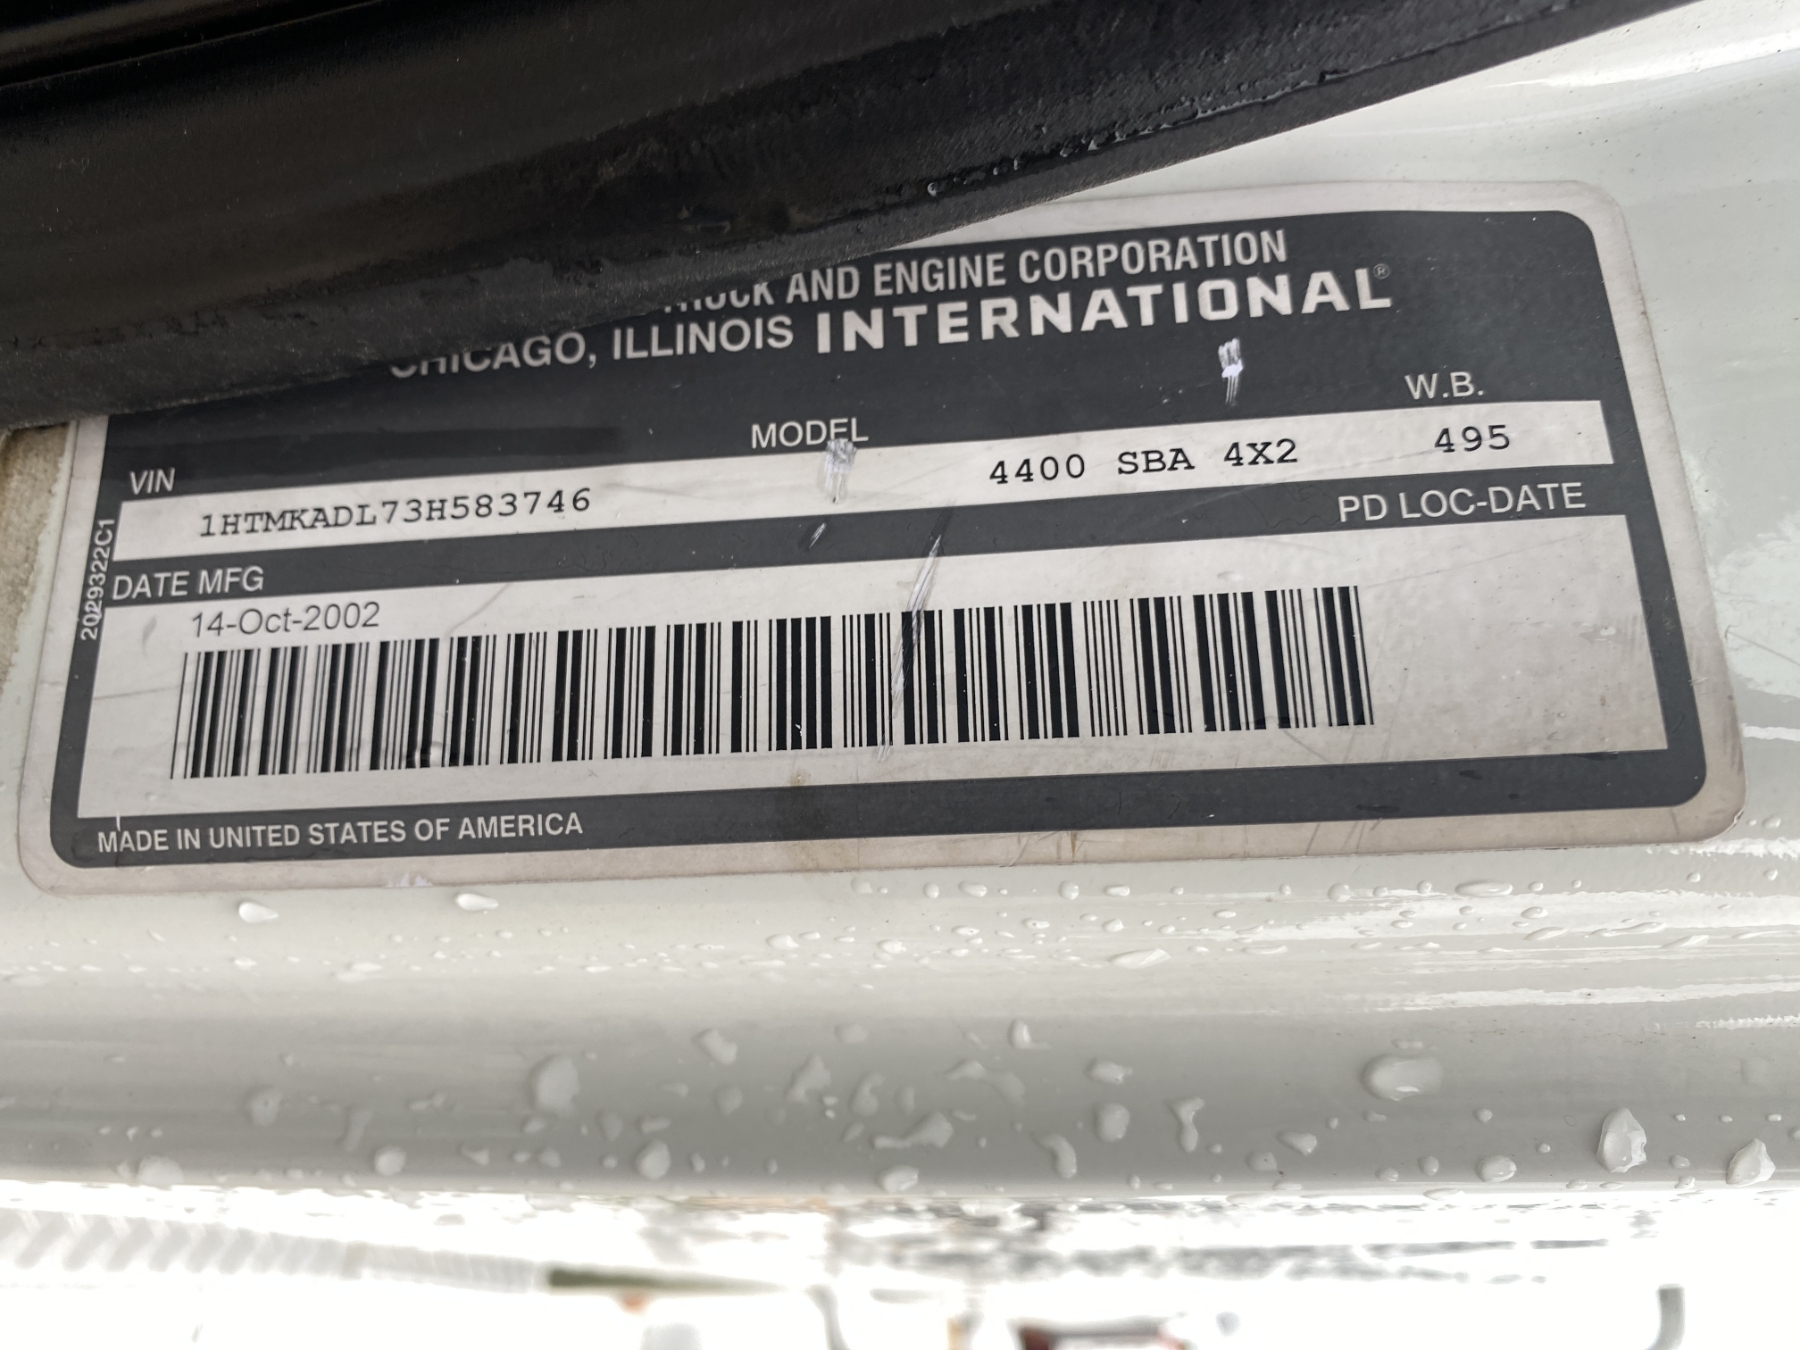 AND ENGINE CORPORATION
CHICAGO, ILLINOIS INTERNATIONAL®
VIN MODEL W.B.
1HTMKADL73H583746 4400 SBA 4X2 495
DATE MFG PD LOC-DATE
14-Oct-2002
2029322C1
MADE IN UNITED STATES OF AMERICA